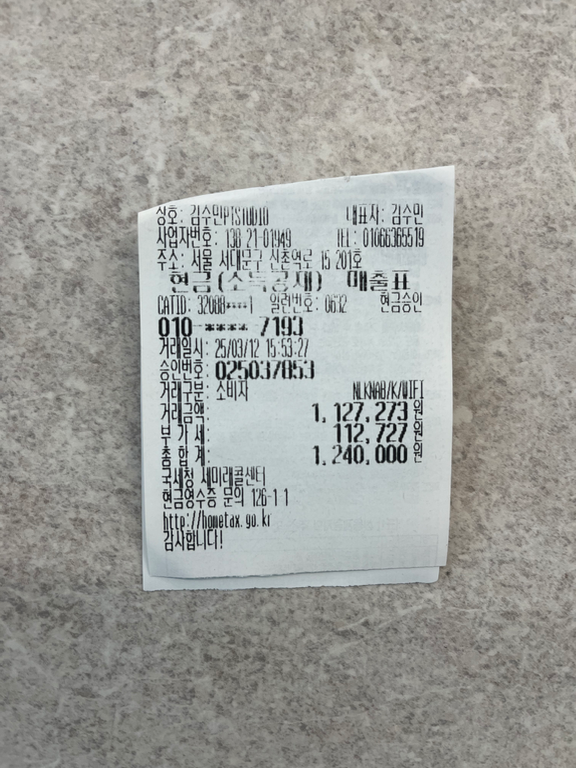 상호: 김수민PTSTUDIO 대표자: 김수민
사업자번호: 138-21-01949 TEL: 01066365519
주소: 서울 서대문구 신촌역로 15 201호
현금(소득공제) 매출표
CATID: 32088****1 일련번호: 0632 현금승인
010-****-7193
거래일시: 25/03/12 15:53:27
승인번호: 025037853
거래구분: 소비자 NLKNAB/K/WIFI
거래금액: 1,127,273원
부 가 세: 112,727원
총 합 계: 1,240,000원
국세청 세미래콜센터
현금영수증 문의 126-1-1
http://hometax.go.kr
감사합니다!